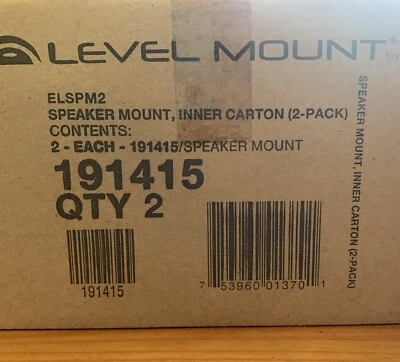 LEVEL MOUNT®
by
ELSPM2
SPEAKER MOUNT, INNER CARTON (2-PACK)
CONTENTS:
2 - EACH - 191415/SPEAKER MOUNT
191415
QTY 2
191415
7 53960 01370 1
SPEAKER MOUNT, INNER CARTON (2-PACK)